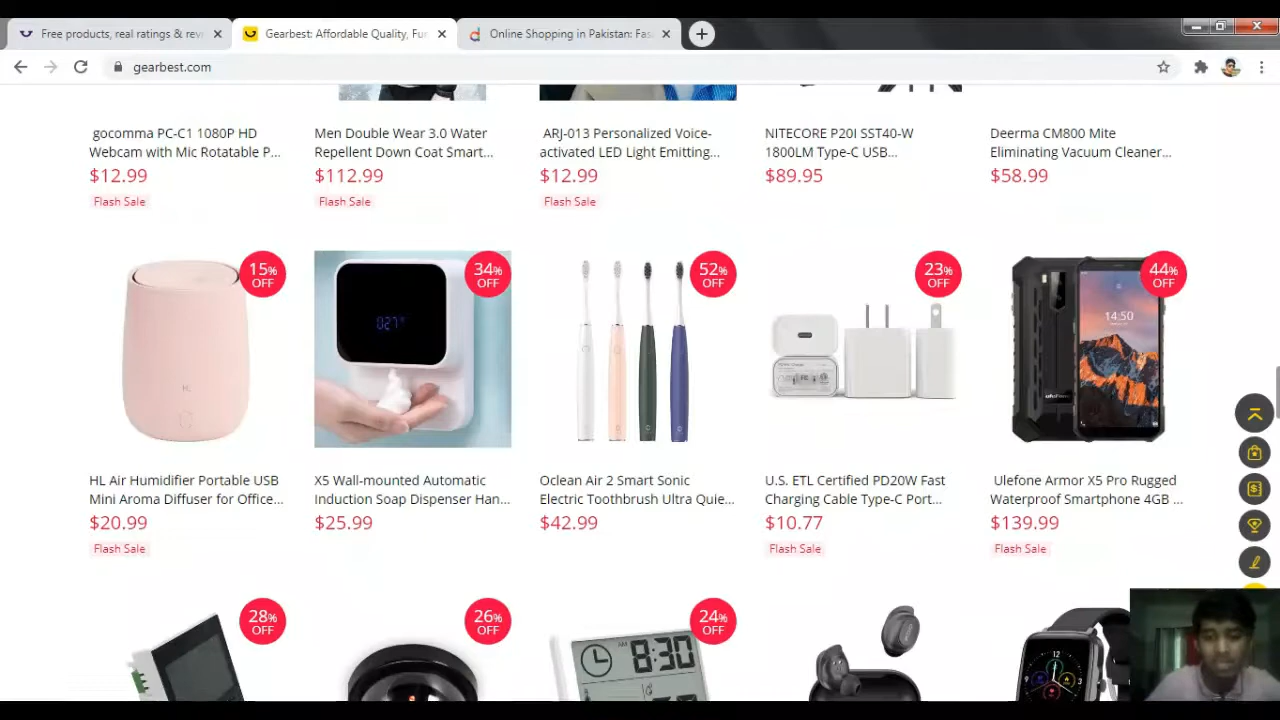 Free products, real ratings & rev
Gearbest: Affordable Quality, Fu
Online Shopping in Pakistan: Fas
gearbest.com
gocomma PC-C1 1080P HD
Webcam with Mic Rotatable P...
$12.99
Flash Sale
Men Double Wear 3.0 Water
Repellent Down Coat Smart...
$112.99
Flash Sale
ARJ-013 Personalized Voice-
activated LED Light Emitting...
$12.99
Flash Sale
NITECORE P20I SST40-W
1800LM Type-C USB...
$89.95
Deerma CM800 Mite
Eliminating Vacuum Cleaner...
$58.99
15%
OFF
HL Air Humidifier Portable USB
Mini Aroma Diffuser for Office...
$20.99
Flash Sale
34%
OFF
X5 Wall-mounted Automatic
Induction Soap Dispenser Han...
$25.99
52%
OFF
Oclean Air 2 Smart Sonic
Electric Toothbrush Ultra Quie...
$42.99
23%
OFF
U.S. ETL Certified PD20W Fast
Charging Cable Type-C Port...
$10.77
Flash Sale
44%
OFF
14:50
Ulefone Armor X5 Pro Rugged
Waterproof Smartphone 4GB ...
$139.99
Flash Sale
28%
OFF
26%
OFF
24%
OFF
AM 8:30
12